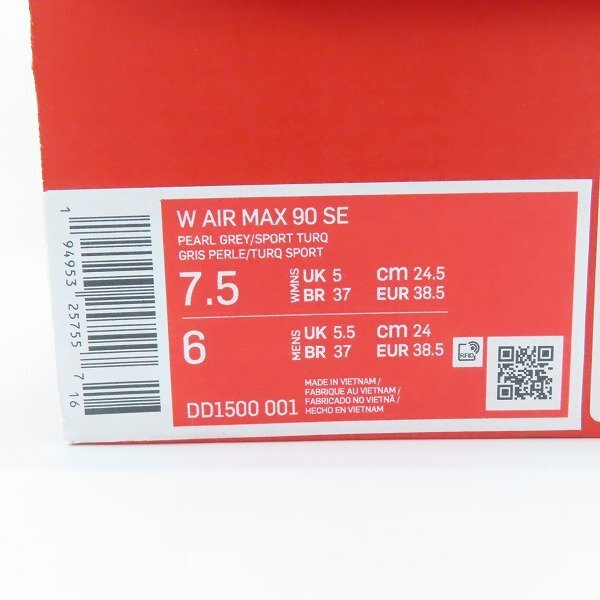 W AIR MAX 90 SE
PEARL GREY/SPORT TURQ
GRIS PERLE/TURQ SPORT
7.5 WMNS UK 5 cm 24.5
BR 37 EUR 38.5
6 MENS UK 5.5 cm 24
BR 37 EUR 38.5
RFID
DD1500 001
MADE IN VIETNAM /
FABRIQUE AU VIETNAM /
FABRICADO NO VIETNÃ /
HECHO EN VIETNAM
1 94953 25755 7 16